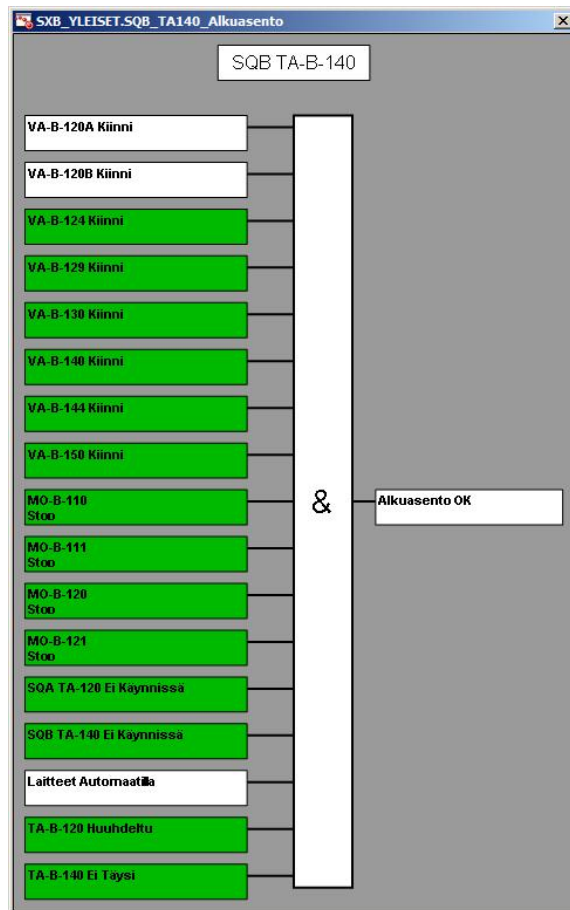 SXB_YLEISET.SQB_TA140_Alkuasento
SQB TA-B-140
VA-B-120A Kiinni
VA-B-120B Kiinni
VA-B-124 Kiinni
VA-B-129 Kiinni
VA-B-130 Kiinni
VA-B-140 Kiinni
VA-B-144 Kiinni
VA-B-150 Kiinni
MO-B-110
Stop
MO-B-111
Stop
MO-B-120
Stop
MO-B-121
Stop
SQA TA-120 Ei Käynnissä
SQB TA-140 Ei Käynnissä
Laitteet Automaatilla
TA-B-120 Huuhdeltu
TA-B-140 Ei Täysi
&
Alkuasento OK